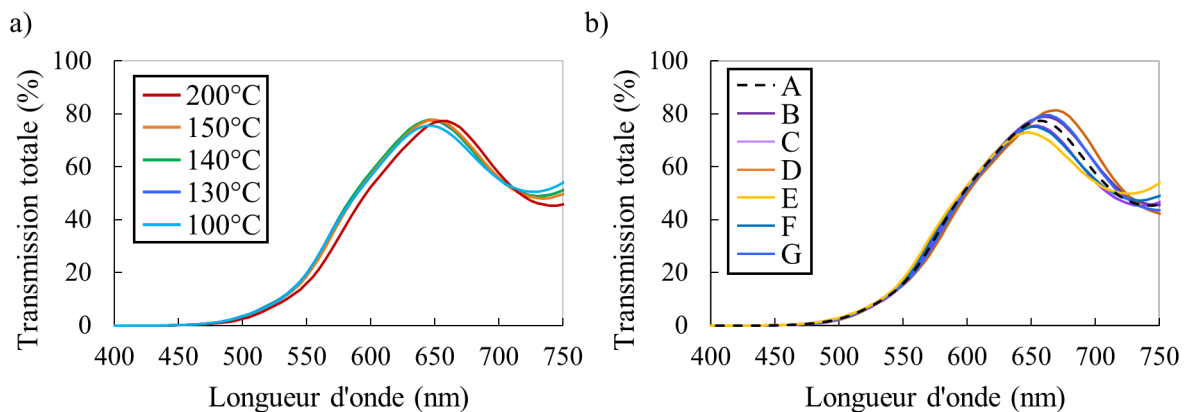 a)
Transmission totale (%)
100
80
60
40
20
0
200°C
150°C
140°C
130°C
100°C
400 450 500 550 600 650 700 750
Longueur d'onde (nm)
b)
Transmission totale (%)
100
80
60
40
20
0
A
B
C
D
E
F
G
400 450 500 550 600 650 700 750
Longueur d'onde (nm)